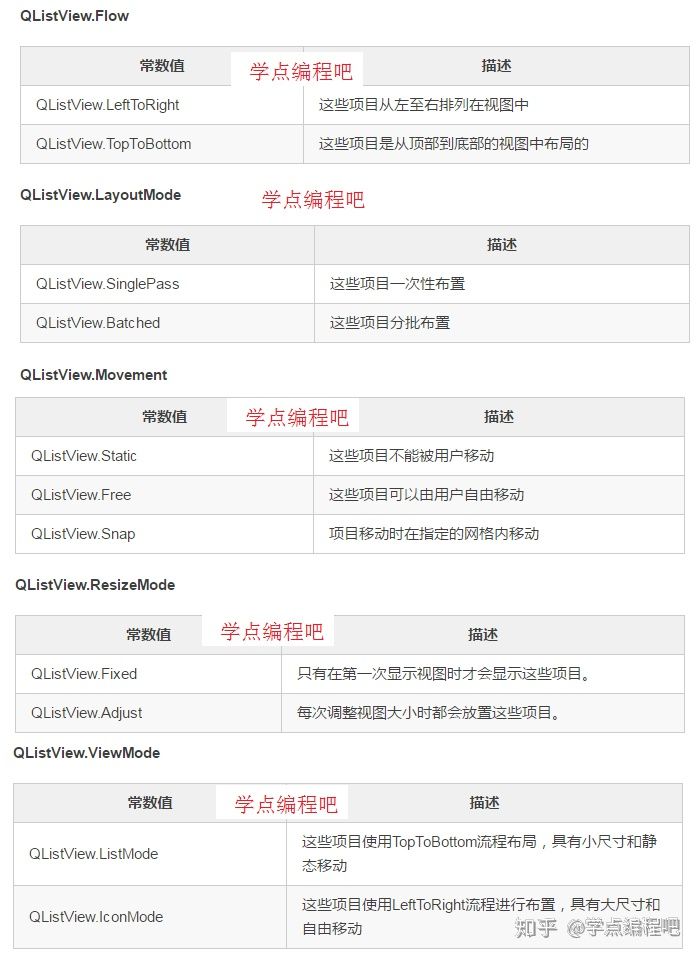 QListView.Flow
常数值 学点编程吧 描述
QListView.LeftToRight 这些项目从左至右排列在视图中
QListView.TopToBottom 这些项目是从顶部到底部的视图中布局的
QListView.LayoutMode 学点编程吧
常数值 描述
QListView.SinglePass 这些项目一次性布置
QListView.Batched 这些项目分批布置
QListView.Movement
常数值 学点编程吧 描述
QListView.Static 这些项目不能被用户移动
QListView.Free 这些项目可以由用户自由移动
QListView.Snap 项目移动时在指定的网格内移动
QListView.ResizeMode
常数值 学点编程吧 描述
QListView.Fixed 只有在第一次显示视图时才会显示这些项目。
QListView.Adjust 每次调整视图大小时都会放置这些项目。
QListView.ViewMode
常数值 学点编程吧 描述
QListView.ListMode 这些项目使用TopToBottom流程布局，具有小尺寸和静
态移动
QListView.IconMode 这些项目使用LeftToRight流程进行布置，具有大尺寸和
自由移动
知乎 @学点编程吧